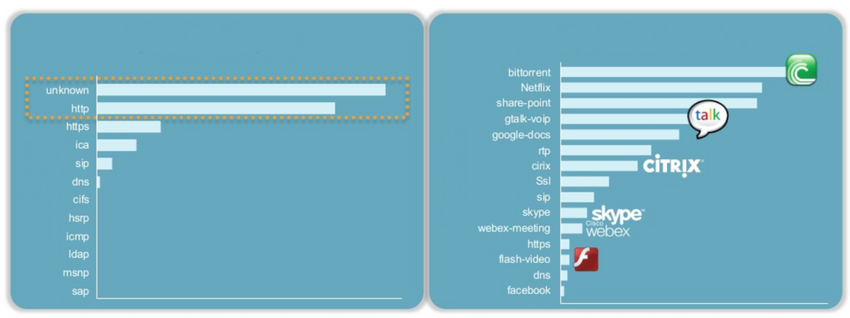 unknown
http
https
ica
sip
dns
cifs
hsrp
icmp
ldap
msnp
sap
bittorrent
Netflix
share-point
gtalk-voip
talk
google-docs
rtp
cirix
CITRIX
Ssl
sip
skype
skype
webex-meeting
Cisco
webex
https
flash-video
dns
facebook